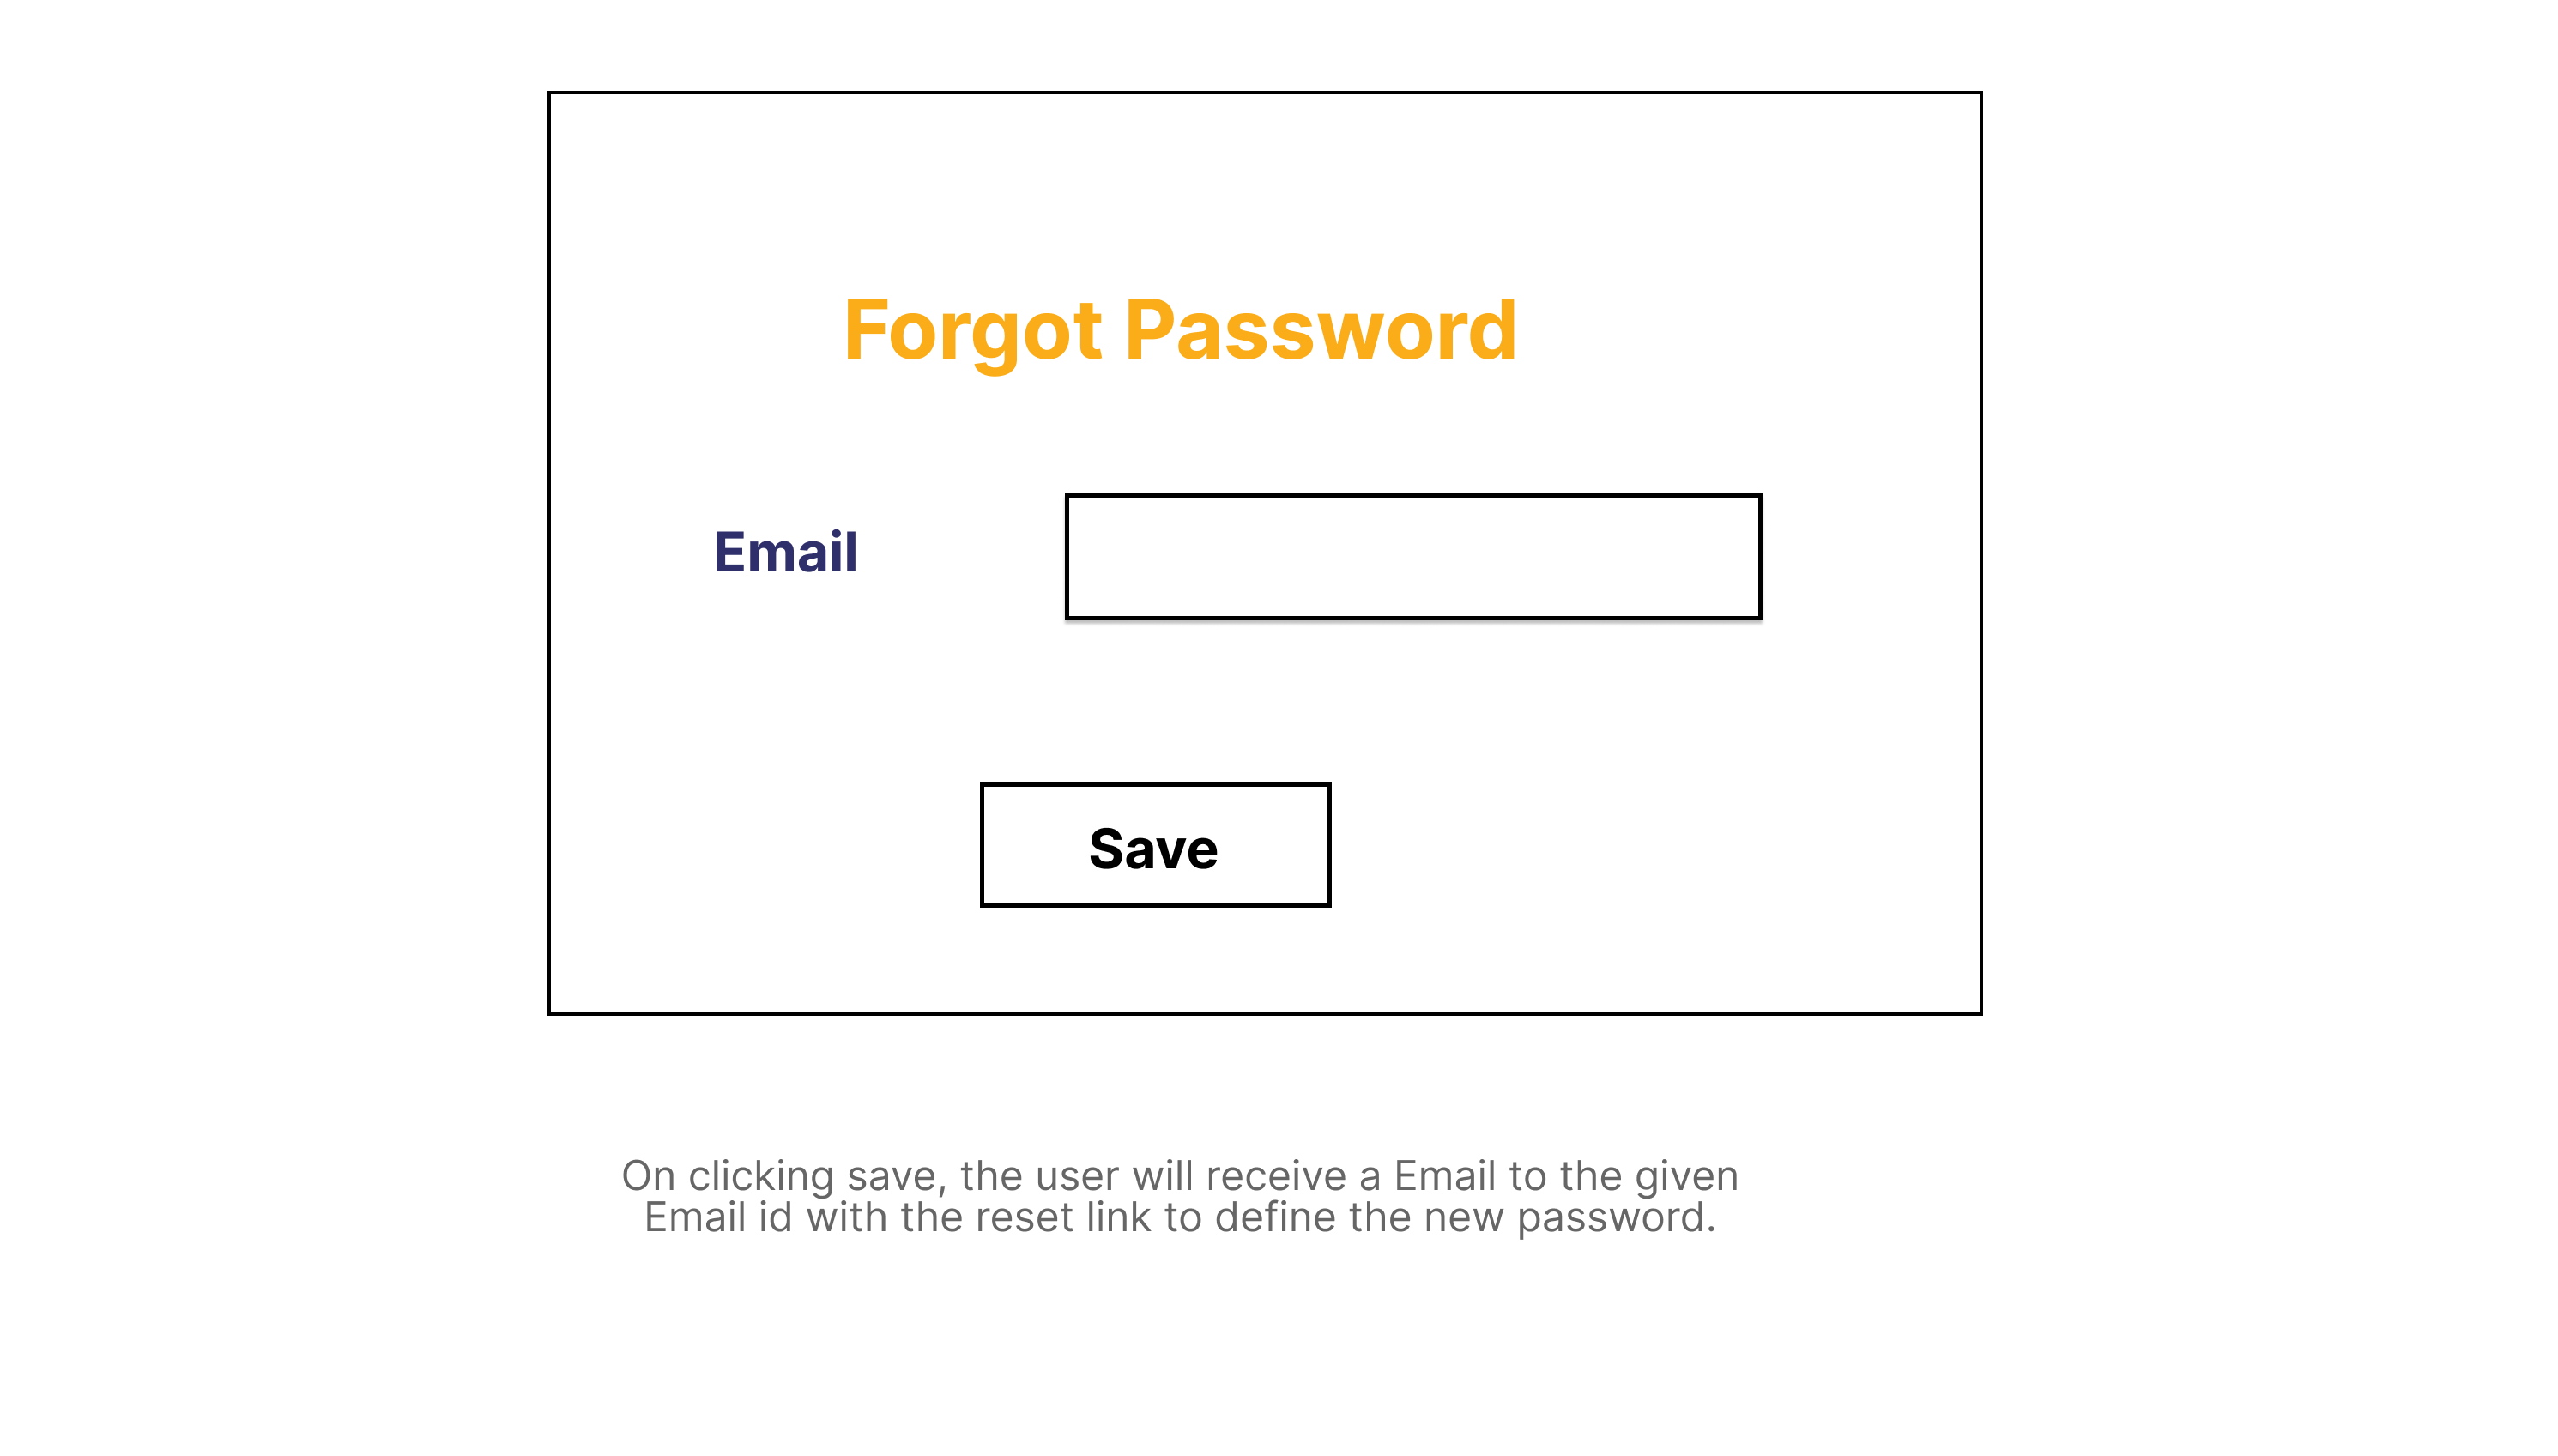 Forgot Password
Email
Save
On clicking save, the user will receive a Email to the given
Email id with the reset link to define the new password.